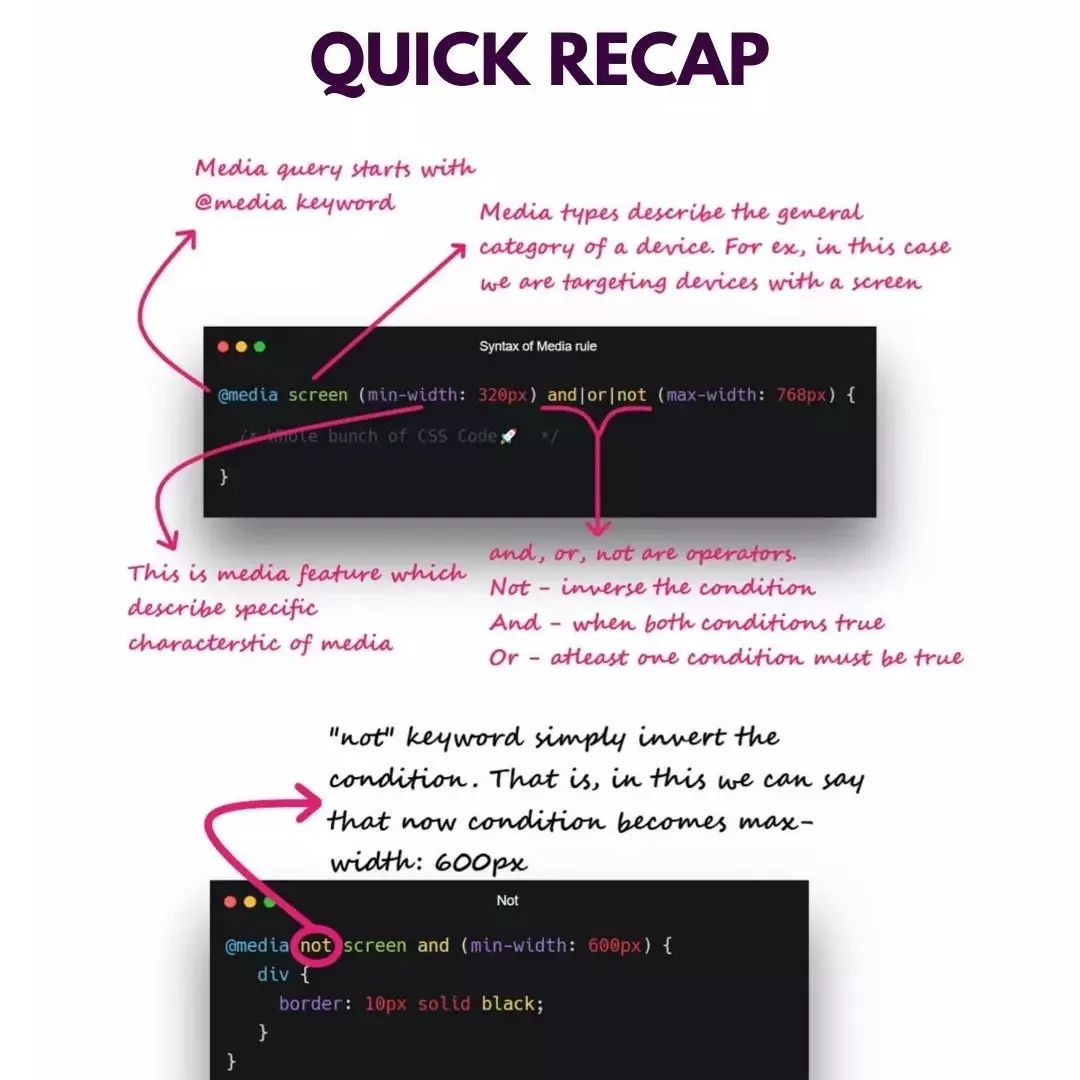 QUICK RECAP
Media query starts with
@media keyword
Media types describe the general
category of a device. For ex, in this case
we are targeting devices with a screen
Syntax of Media rule
@media screen (min-width: 320px) and|or|not (max-width: 768px) {
/* Whole bunch of CSS Code🚀 */
}
This is media feature which
describe specific
characterstic of media
and, or, not are operators.
Not - inverse the condition
And - when both conditions true
Or - atleast one condition must be true
"not" keyword simply invert the
condition. That is, in this we can say
that now condition becomes max-
width: 600px
Not
@media not screen and (min-width: 600px) {
div {
border: 10px solid black;
}
}